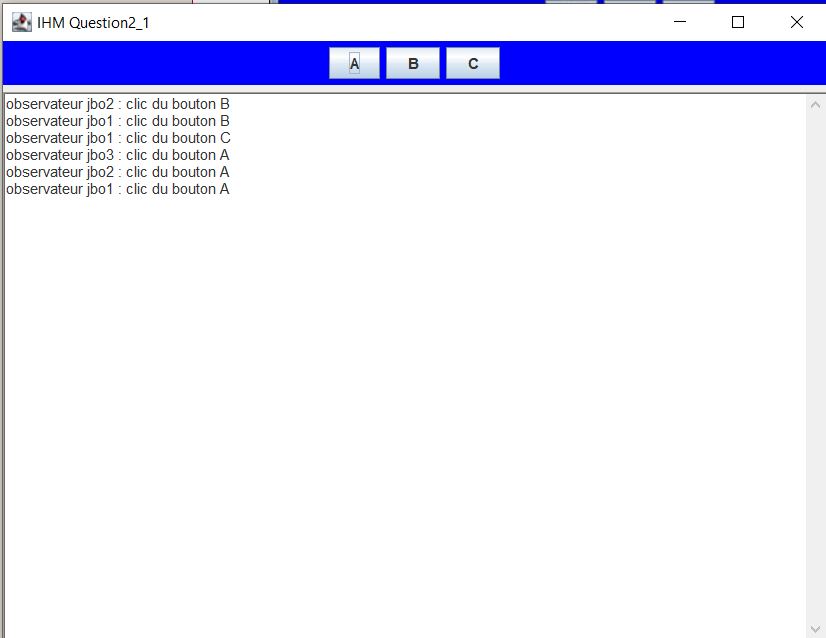 IHM Question2_1
A B C
observateur jbo2 : clic du bouton B
observateur jbo1 : clic du bouton B
observateur jbo1 : clic du bouton C
observateur jbo3 : clic du bouton A
observateur jbo2 : clic du bouton A
observateur jbo1 : clic du bouton A